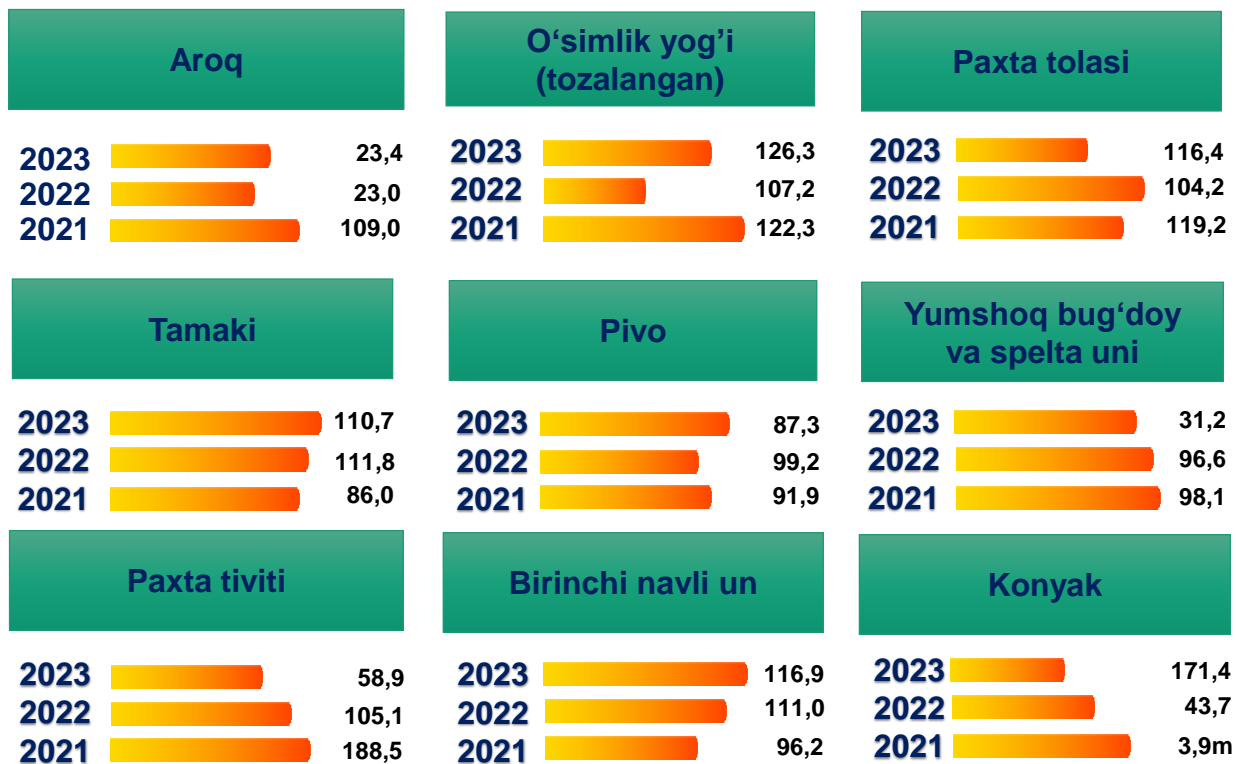 Aroq
2023 23,4
2022 23,0
2021 109,0
O‘simlik yog’i
(tozalangan)
2023 126,3
2022 107,2
2021 122,3
Paxta tolasi
2023 116,4
2022 104,2
2021 119,2
Tamaki
2023 110,7
2022 111,8
2021 86,0
Pivo
2023 87,3
2022 99,2
2021 91,9
Yumshoq bug‘doy
va spelta uni
2023 31,2
2022 96,6
2021 98,1
Paxta tiviti
2023 58,9
2022 105,1
2021 188,5
Birinchi navli un
2023 116,9
2022 111,0
2021 96,2
Konyak
2023 171,4
2022 43,7
2021 3,9m